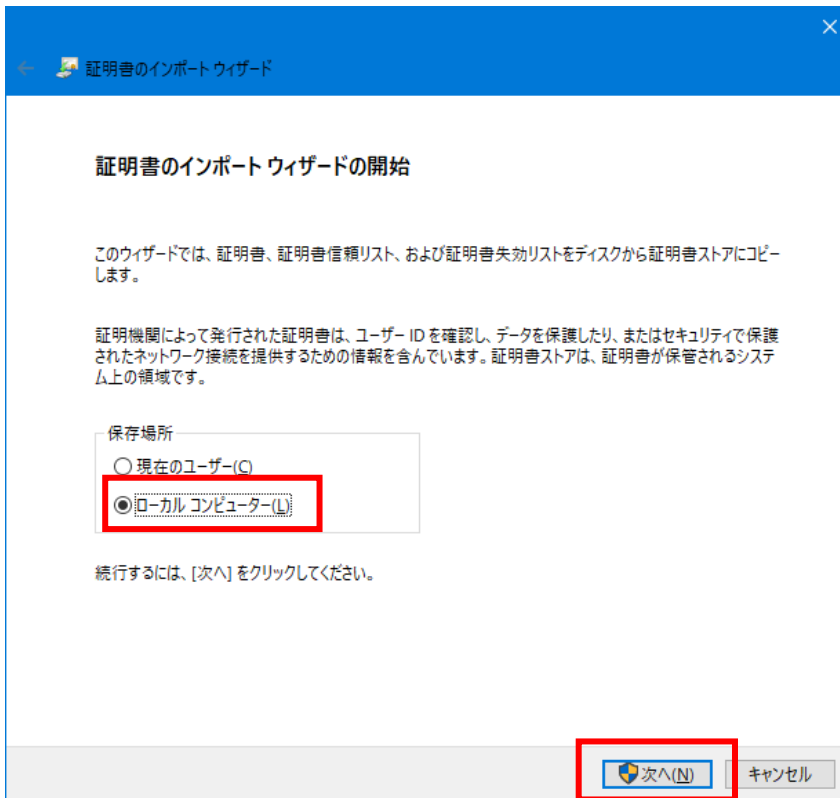 証明書のインポート ウィザード
証明書のインポート ウィザードの開始
このウィザードでは、証明書、証明書信頼リスト、および証明書失効リストをディスクから証明書ストアにコピー
します。
証明機関によって発行された証明書は、ユーザー ID を確認し、データを保護したり、またはセキュリティで保護
されたネットワーク接続を提供するための情報を含んでいます。証明書ストアは、証明書が保管されるシステ
ム上の領域です。
保存場所
現在のユーザー(C)
ローカル コンピューター(L)
続行するには、[次へ] をクリックしてください。
次へ(N)
キャンセル